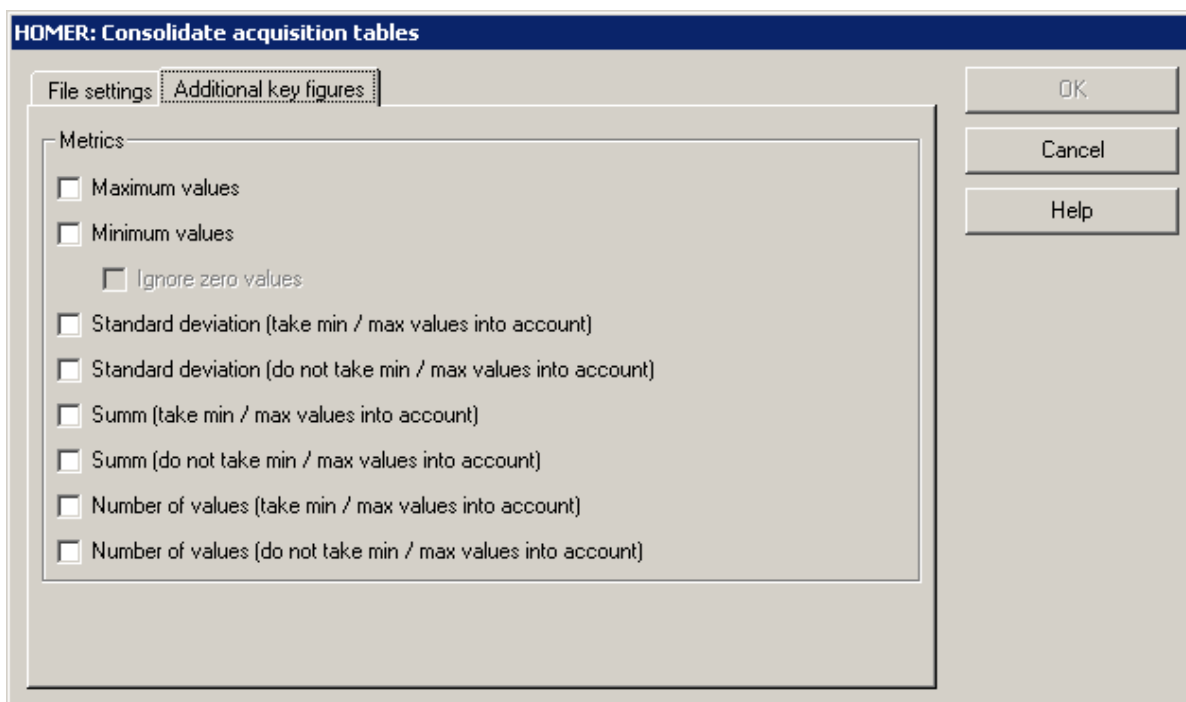 HOMER: Consolidate acquisition tables
File settings
Additional key figures
OK
Cancel
Help
Metrics
Maximum values
Minimum values
Ignore zero values
Standard deviation (take min / max values into account)
Standard deviation (do not take min / max values into account)
Summ (take min / max values into account)
Summ (do not take min / max values into account)
Number of values (take min / max values into account)
Number of values (do not take min / max values into account)